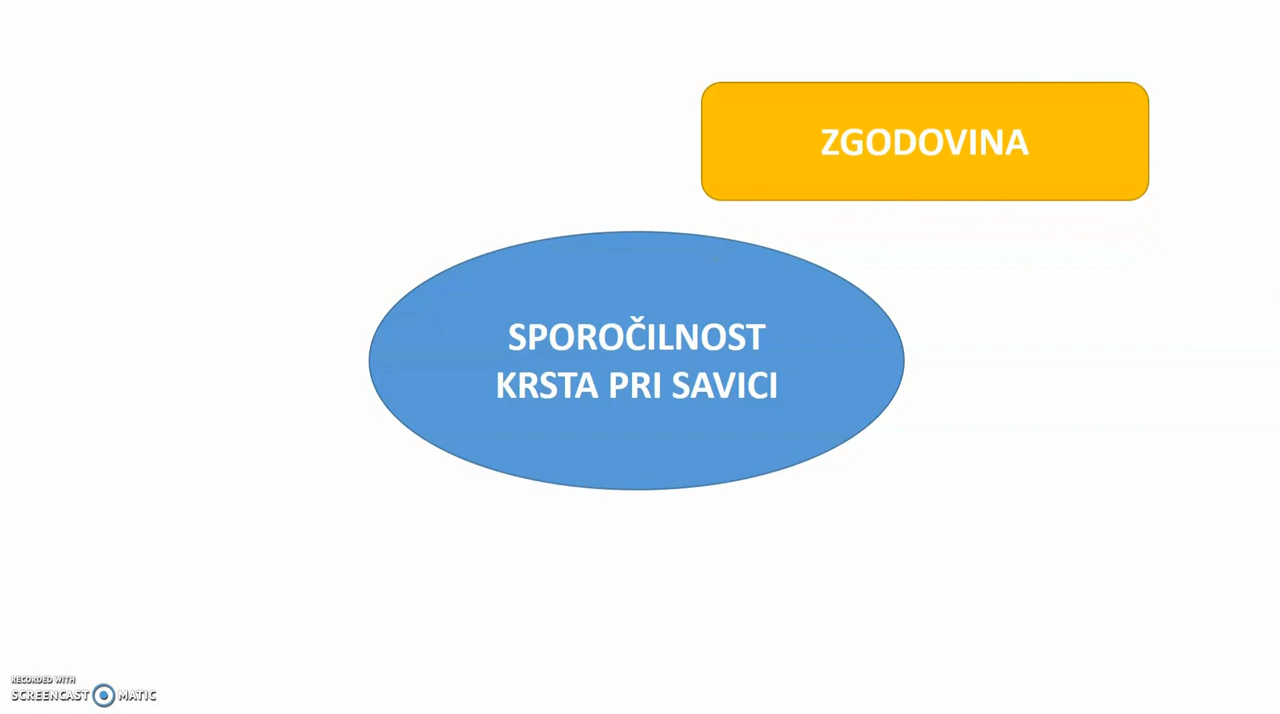 ZGODOVINA
SPOROČILNOST
KRSTA PRI SAVICI
RECORDED WITH
SCREENCAST MATIC